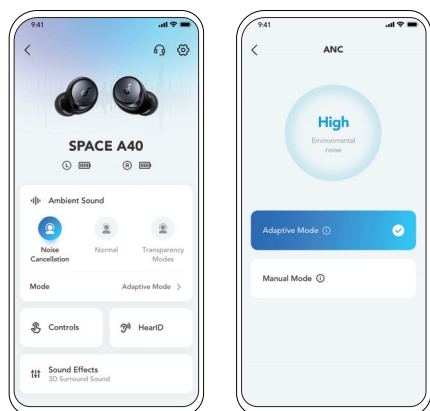 9:41
SPACE A40
L R
Ambient Sound
Noise
Cancellation
Normal
Transparency
Modes
Mode Adaptive Mode >
Controls
HearID
Sound Effects
3D Surround Sound
9:41
ANC
High
Environmental
noise
Adaptive Mode
Manual Mode